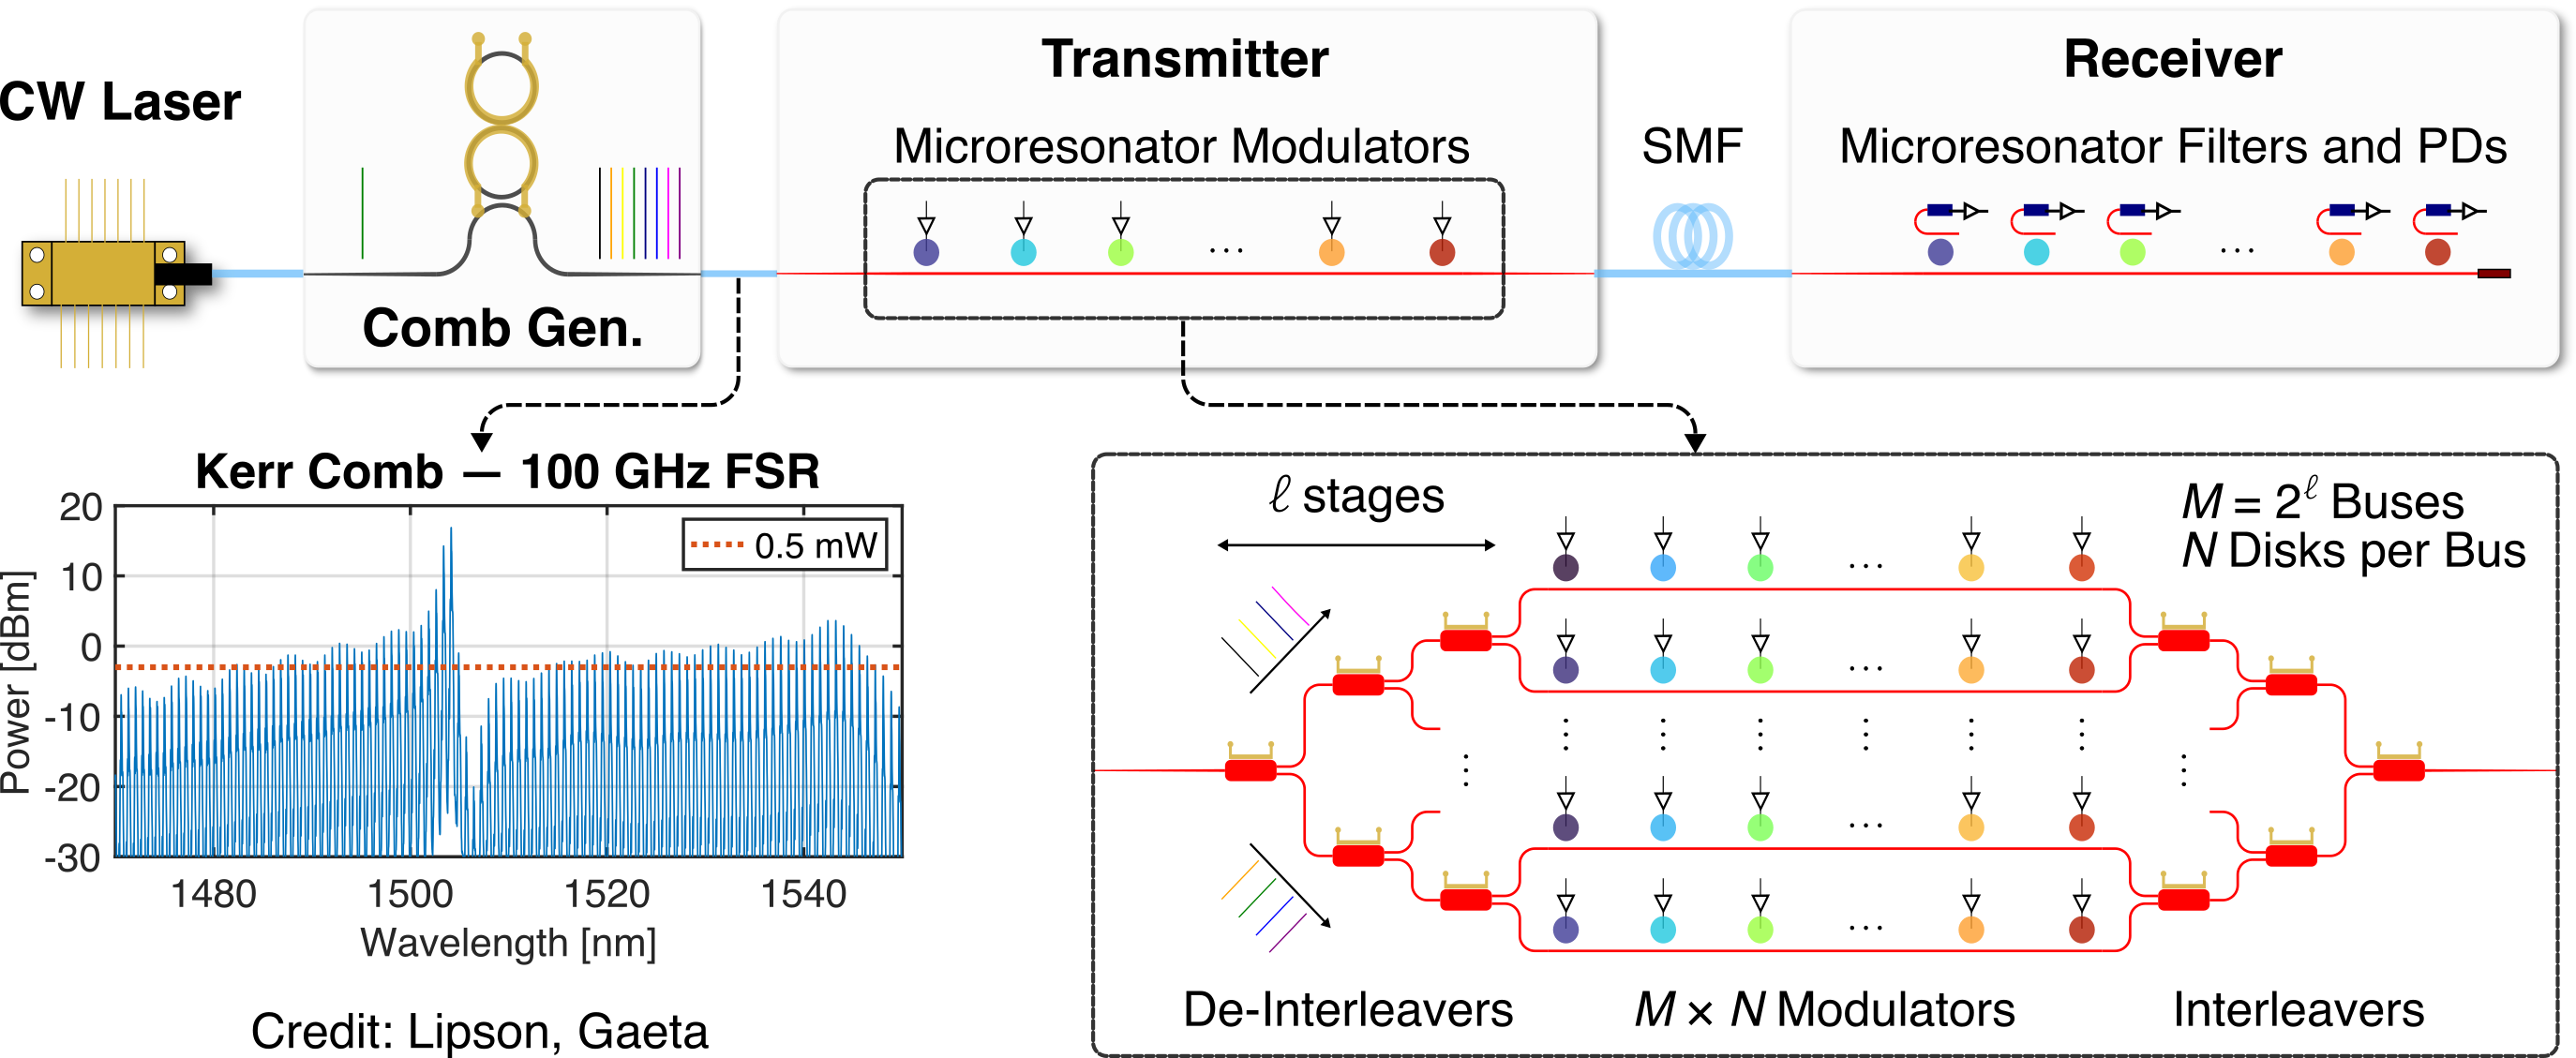 CW Laser
Comb Gen.
Transmitter
Microresonator Modulators
...
SMF
Receiver
Microresonator Filters and PDs
...
Kerr Comb — 100 GHz FSR
0.5 mW
Power [dBm]
20
10
0
-10
-20
-30
1480
1500
1520
1540
Wavelength [nm]
Credit: Lipson, Gaeta
ℓ stages
M = 2^ℓ Buses
N Disks per Bus
...
...
...
...
De-Interleavers
M × N Modulators
Interleavers